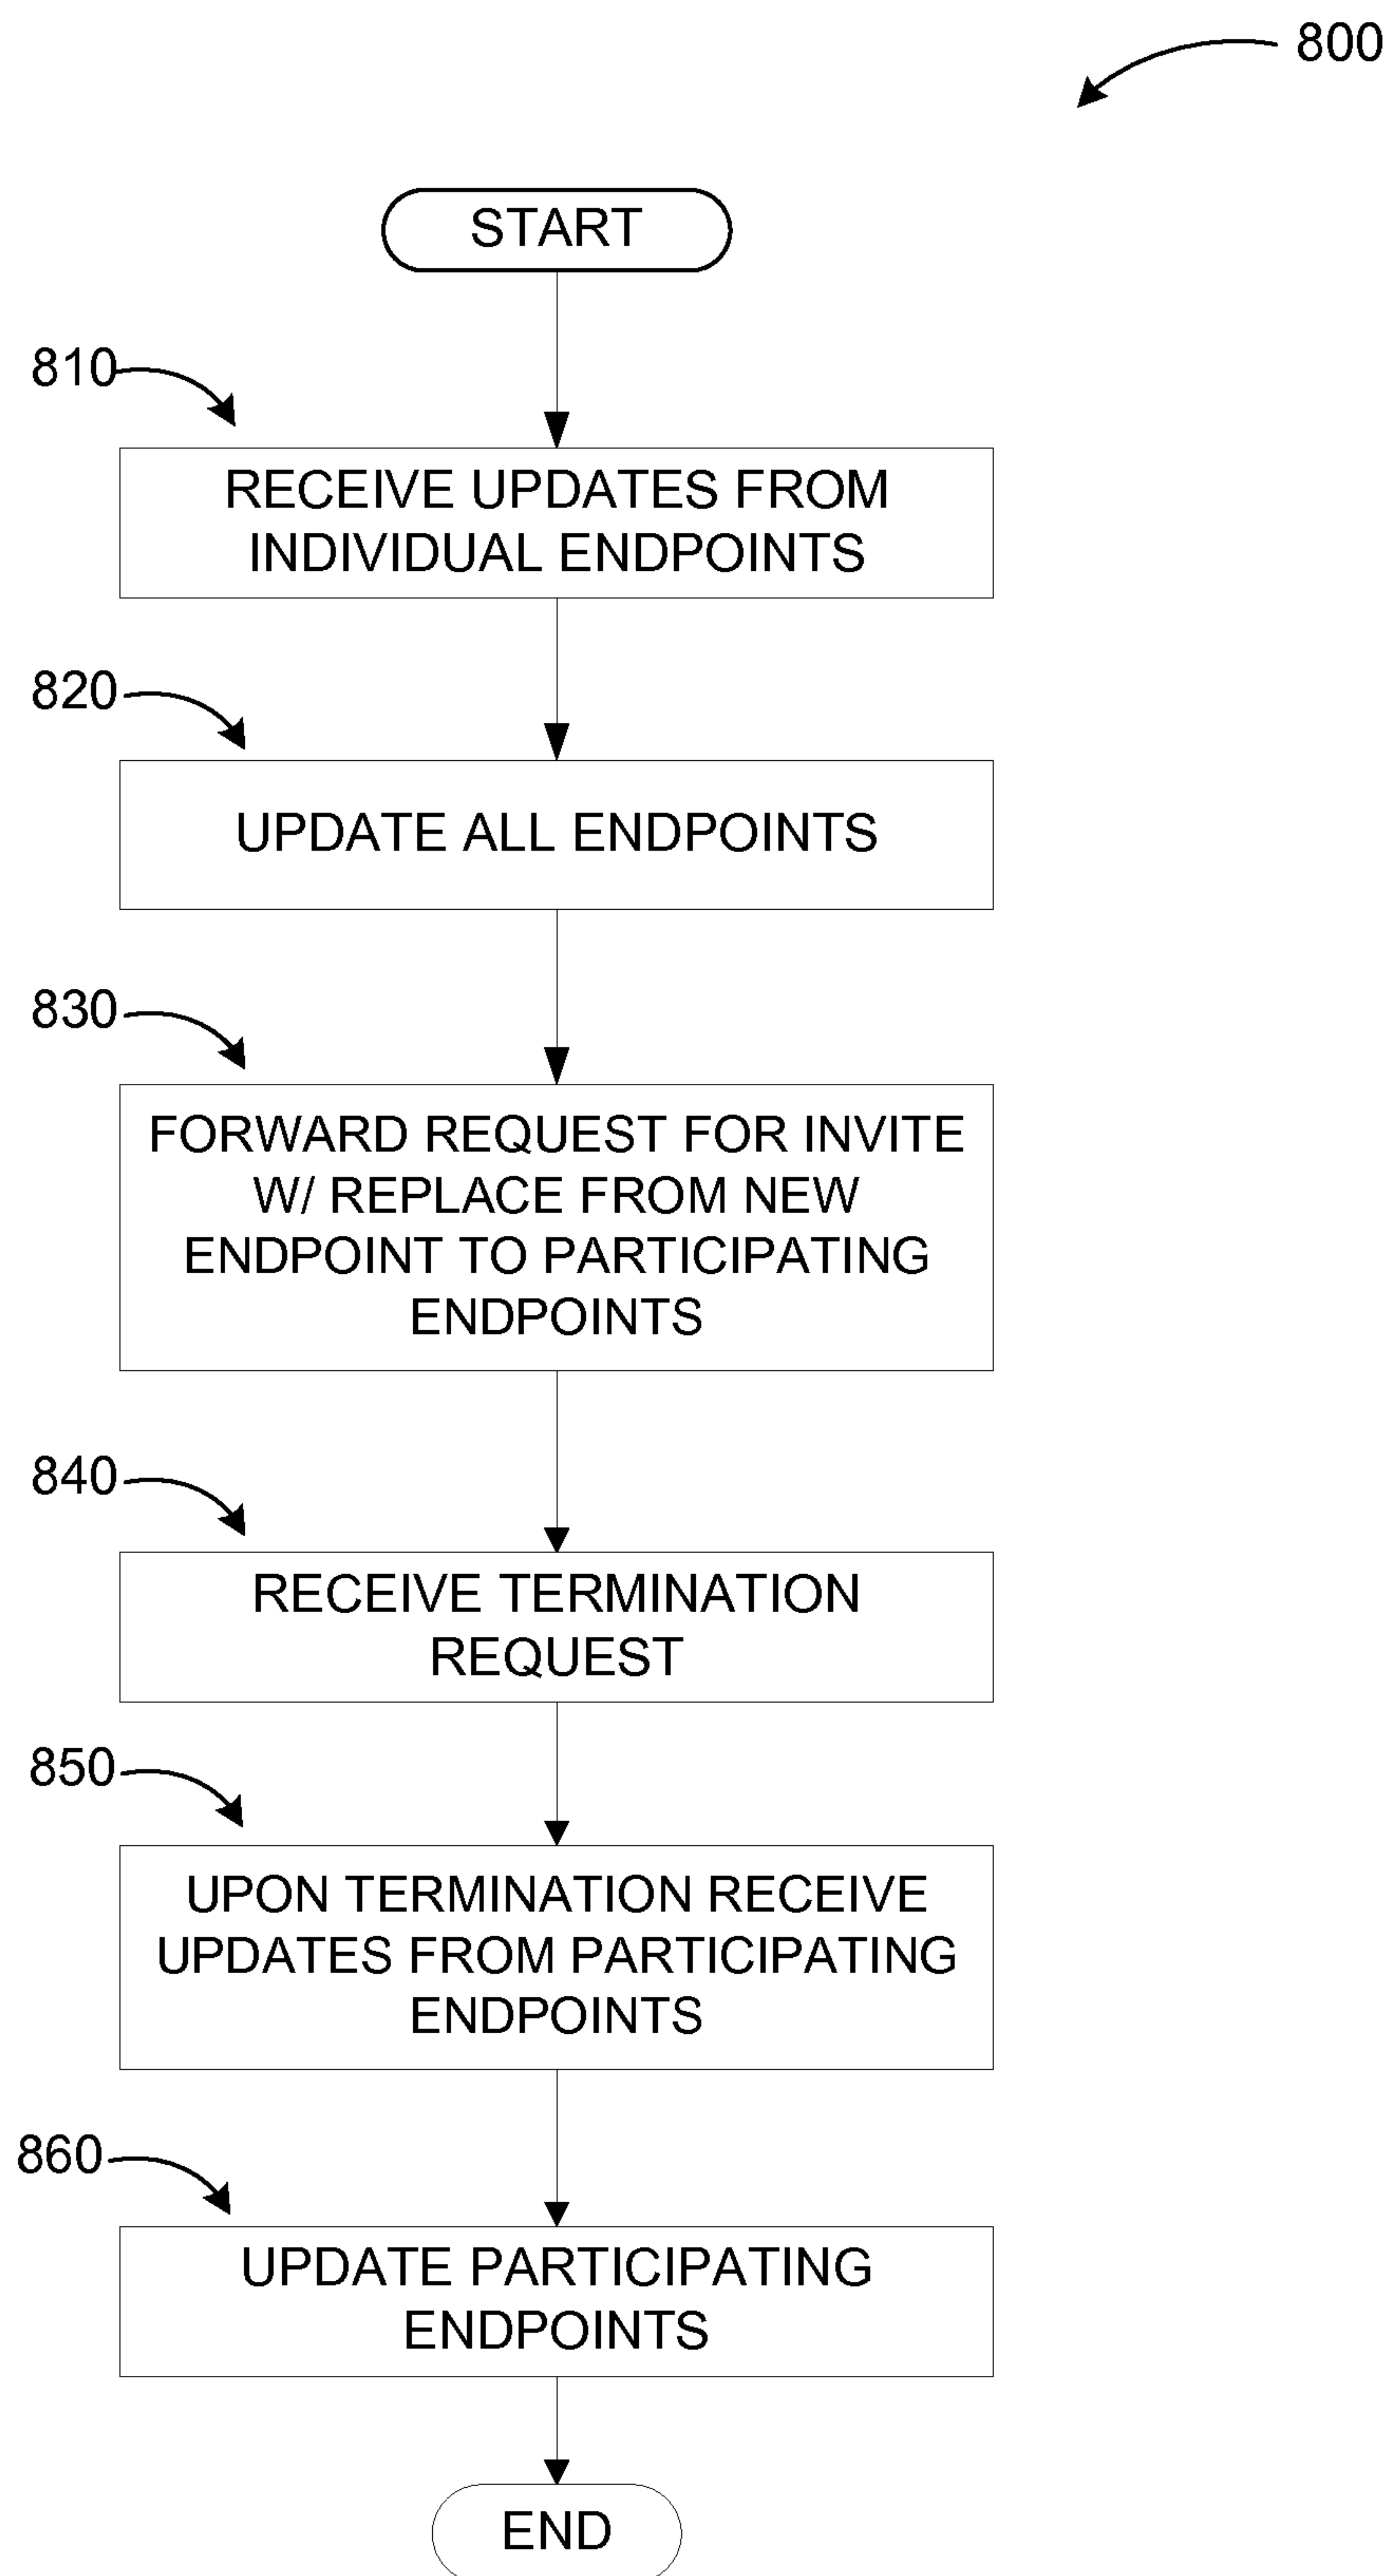 800
START
810
RECEIVE UPDATES FROM
INDIVIDUAL ENDPOINTS
820
UPDATE ALL ENDPOINTS
830
FORWARD REQUEST FOR INVITE
W/ REPLACE FROM NEW
ENDPOINT TO PARTICIPATING
ENDPOINTS
840
RECEIVE TERMINATION
REQUEST
850
UPON TERMINATION RECEIVE
UPDATES FROM PARTICIPATING
ENDPOINTS
860
UPDATE PARTICIPATING
ENDPOINTS
END